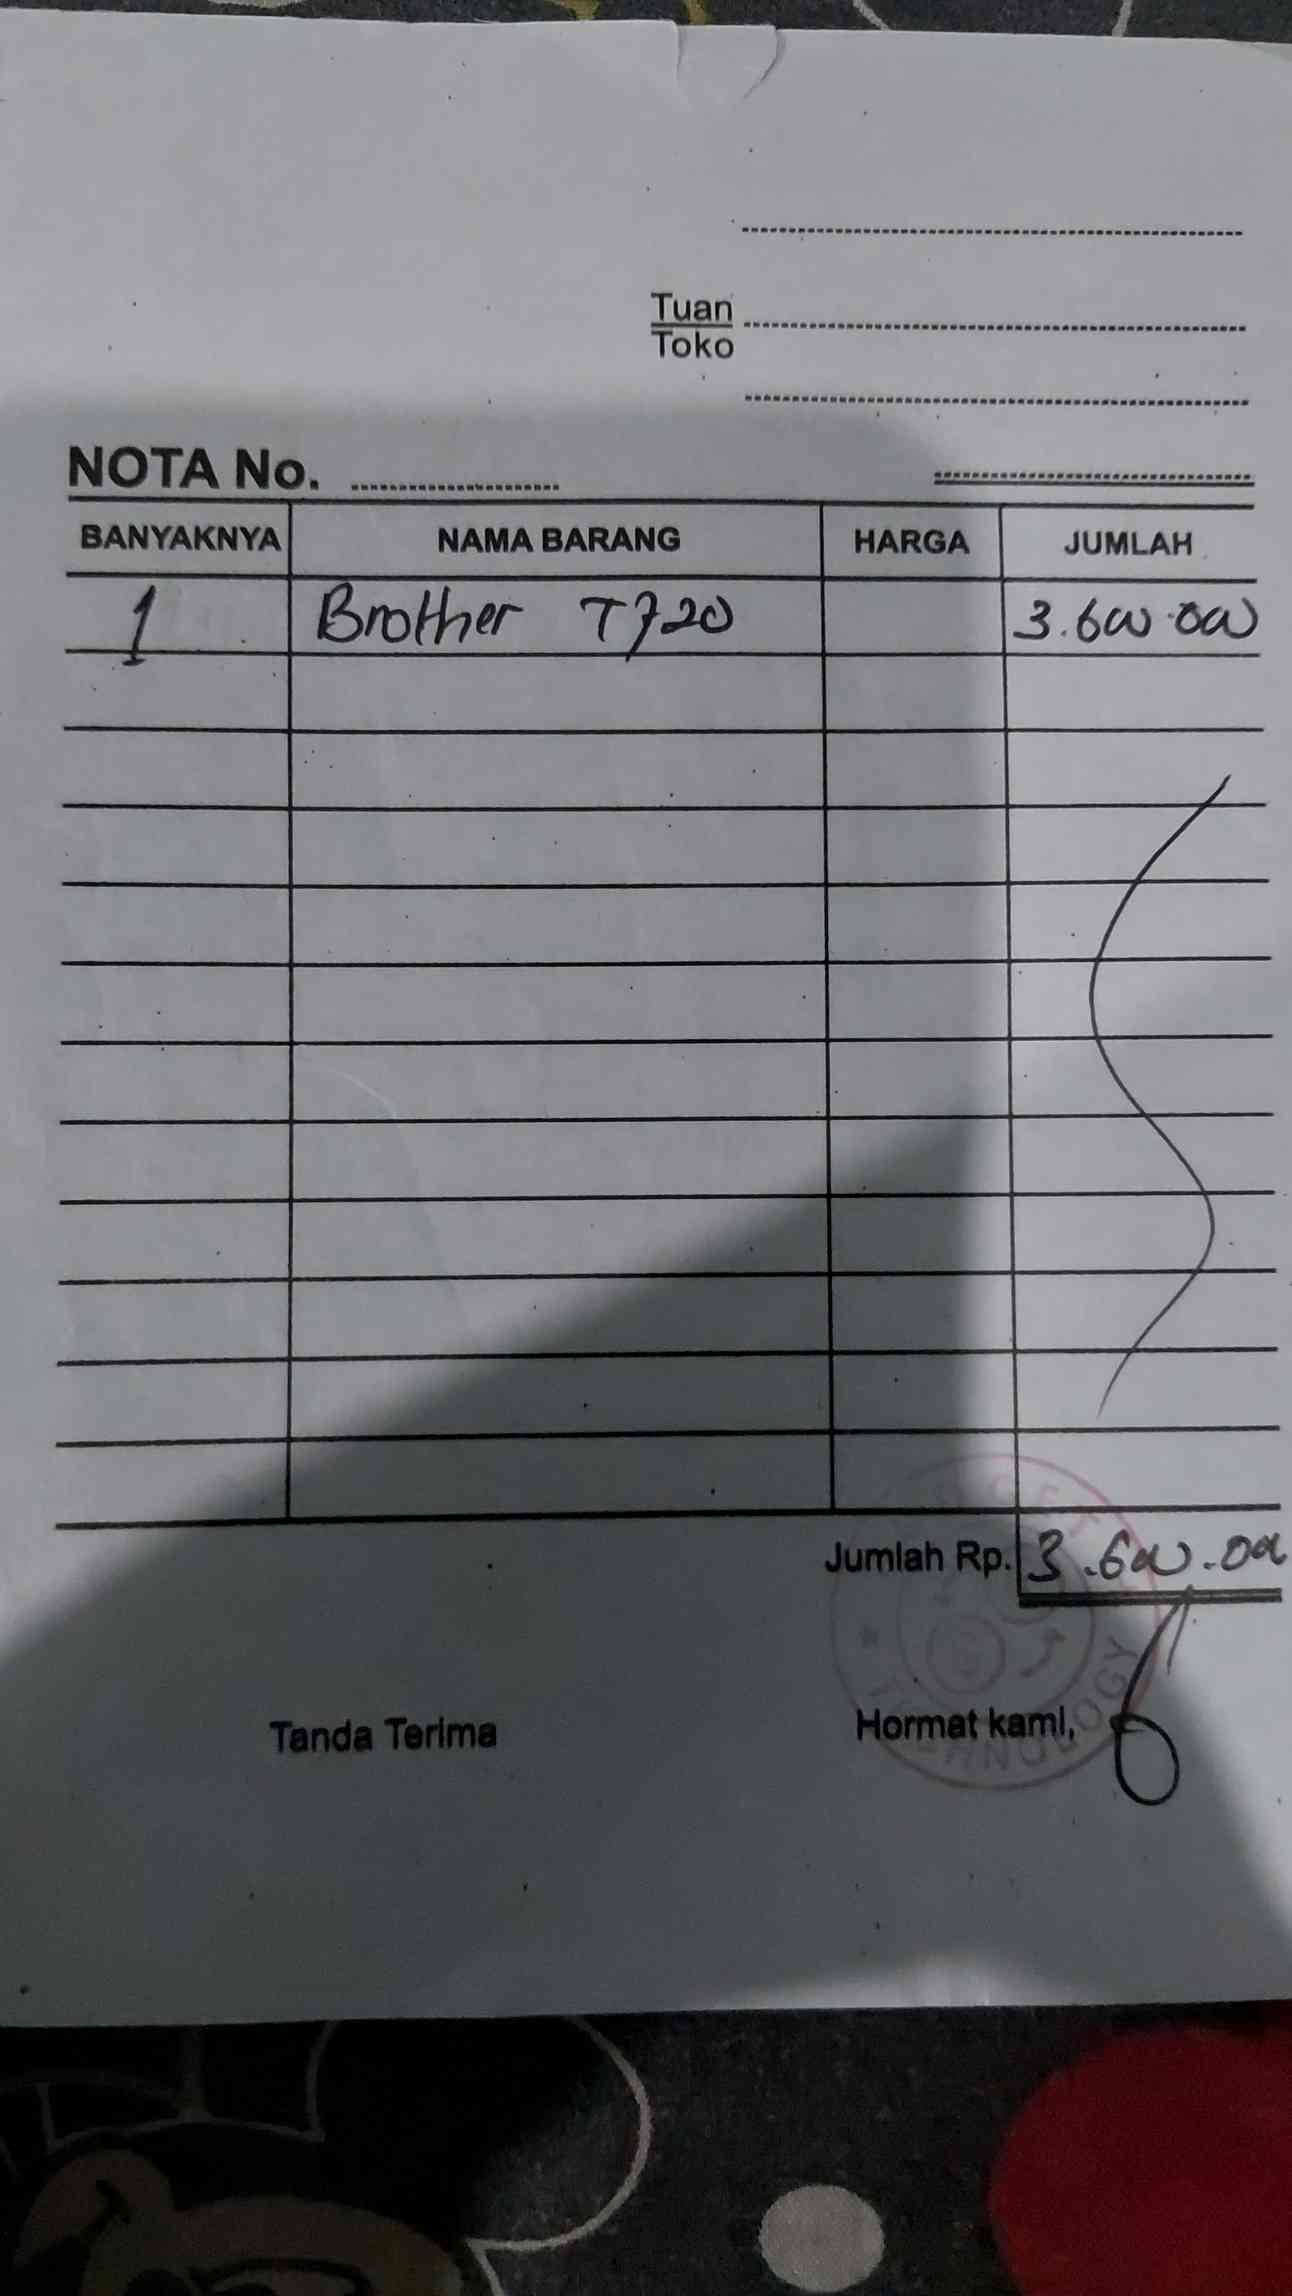 Tuan
Toko
NOTA No.
BANYAKNYA NAMA BARANG HARGA JUMLAH
1 Brother T720 3.600.000
Jumlah Rp. 3.600.000
Tanda Terima Hormat kami,
TECHNOLOGY